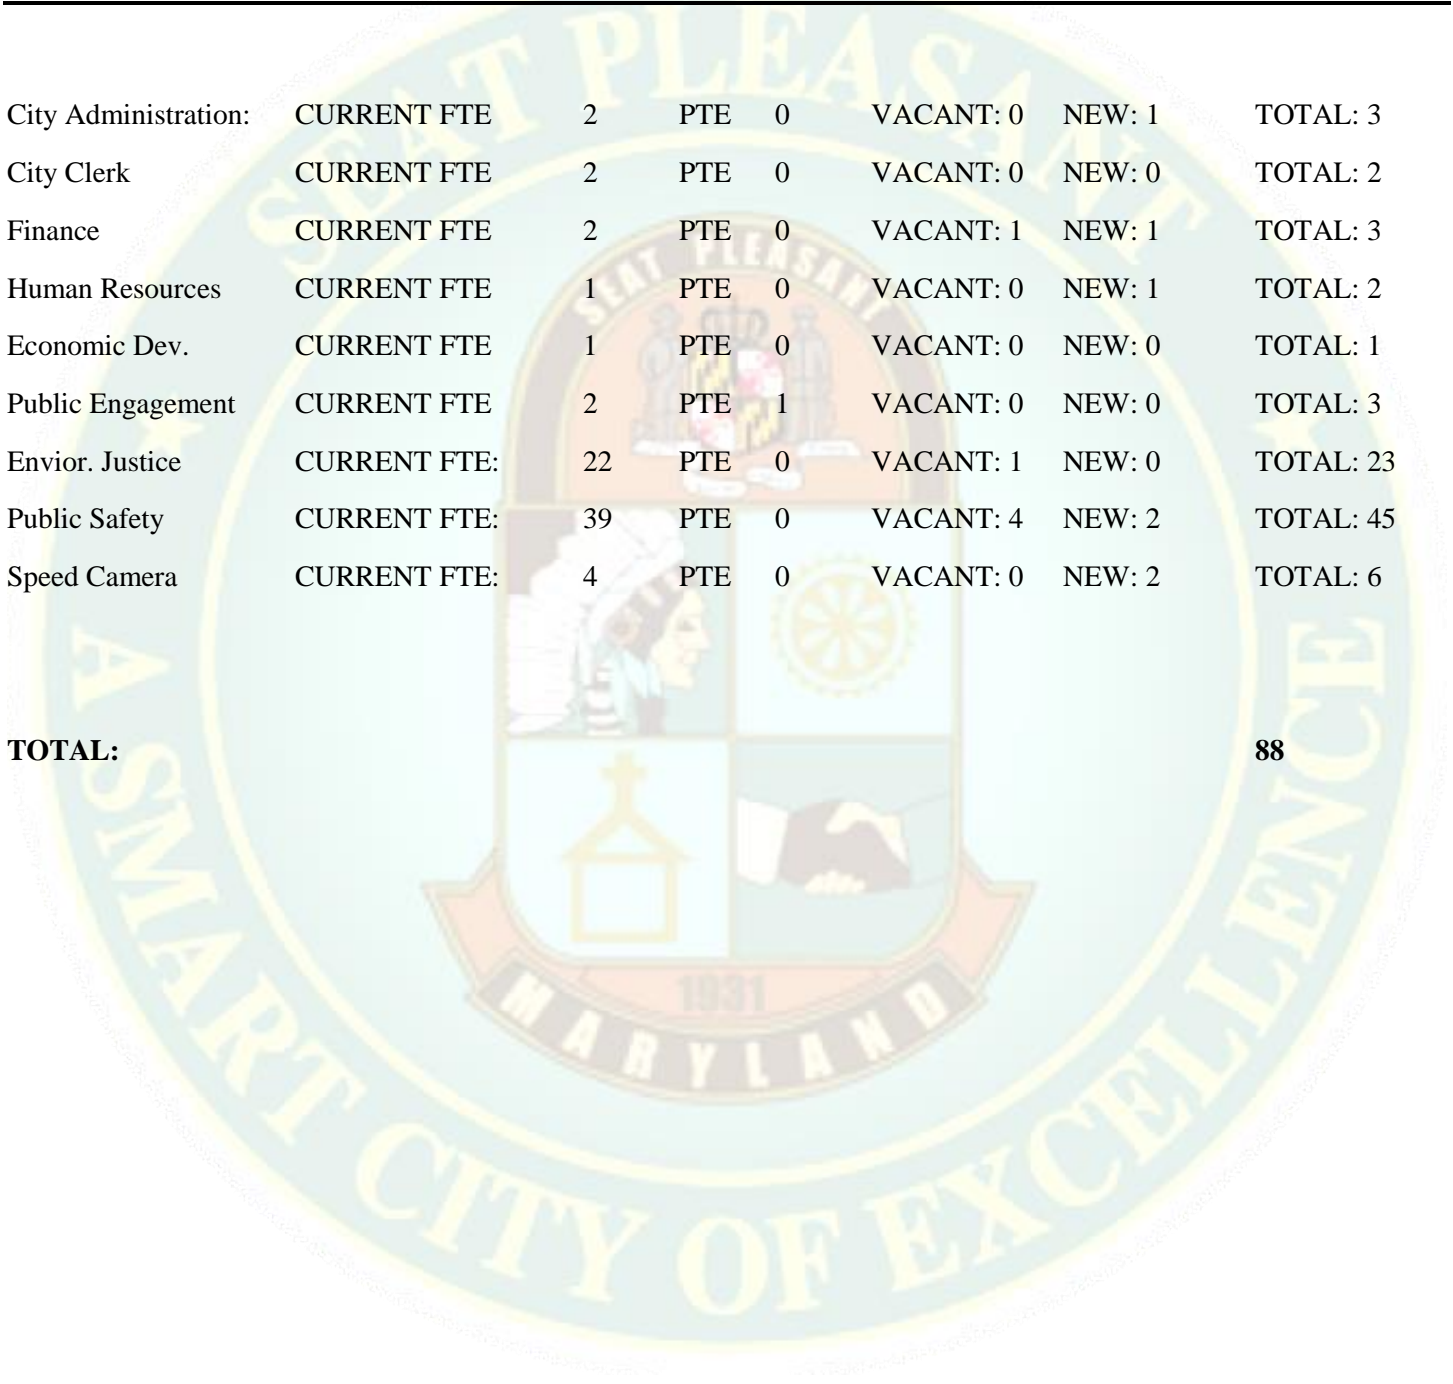 SEAT PLEASANT
City Administration: CURRENT FTE 2 PTE 0 VACANT: 0 NEW: 1 TOTAL: 3
City Clerk CURRENT FTE 2 PTE 0 VACANT: 0 NEW: 0 TOTAL: 2
Finance CURRENT FTE 2 PTE 0 VACANT: 1 NEW: 1 TOTAL: 3
SEAT PLEASANT
Human Resources CURRENT FTE 1 PTE 0 VACANT: 0 NEW: 1 TOTAL: 2
Economic Dev. CURRENT FTE 1 PTE 0 VACANT: 0 NEW: 0 TOTAL: 1
Public Engagement CURRENT FTE 2 PTE 1 VACANT: 0 NEW: 0 TOTAL: 3
Envior. Justice CURRENT FTE: 22 PTE 0 VACANT: 1 NEW: 0 TOTAL: 23
Public Safety CURRENT FTE: 39 PTE 0 VACANT: 4 NEW: 2 TOTAL: 45
Speed Camera CURRENT FTE: 4 PTE 0 VACANT: 0 NEW: 2 TOTAL: 6
TOTAL: 88
1931
MARYLAND
A SMART CITY OF EXCELLENCE